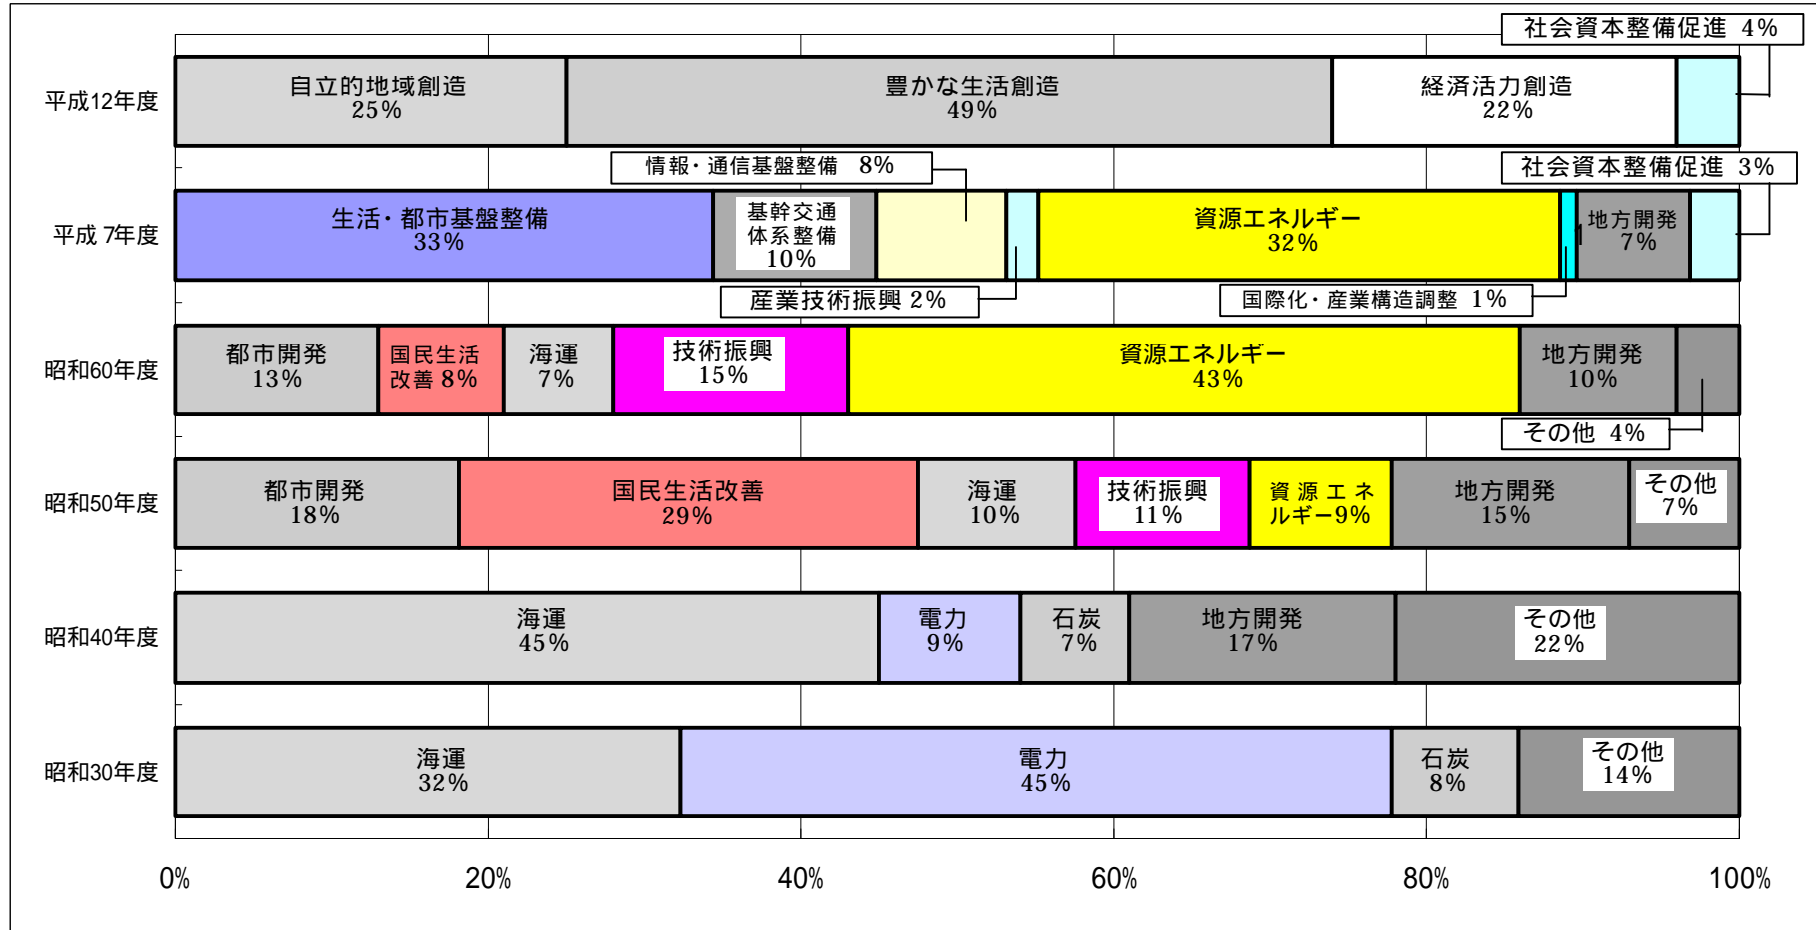 社会資本整備促進 4%
平成12年度
自立的地域創造
25%
豊かな生活創造
49%
経済活力創造
22%
情報・通信基盤整備 8%
社会資本整備促進 3%
平成 7年度
生活・都市基盤整備
33%
基幹交通
体系整備
10%
資源エネルギー
32%
1
地方開発
7%
産業技術振興 2%
国際化・産業構造調整 1%
昭和60年度
都市開発
13%
国民生活
改善 8%
海運
7%
技術振興
15%
資源エネルギー
43%
地方開発
10%
その他 4%
昭和50年度
都市開発
18%
国民生活改善
29%
海運
10%
技術振興
11%
資源エネ
ルギー9%
地方開発
15%
その他
7%
昭和40年度
海運
45%
電力
9%
石炭
7%
地方開発
17%
その他
22%
昭和30年度
海運
32%
電力
45%
石炭
8%
その他
14%
0%
20%
40%
60%
80%
100%